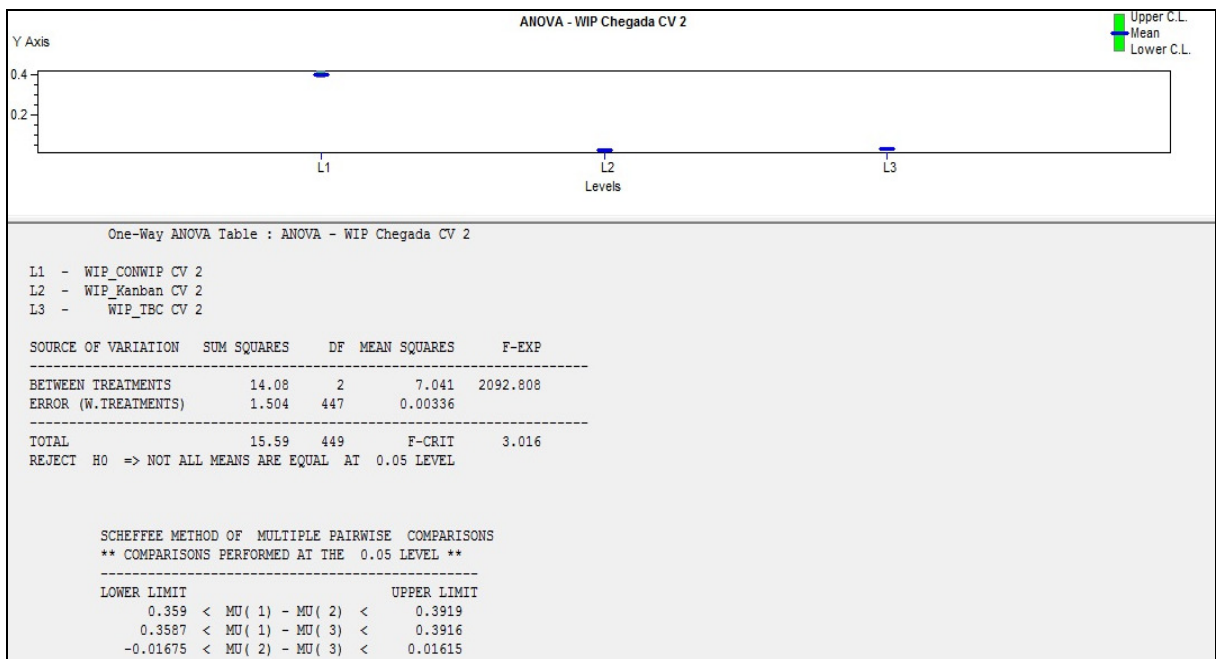 ANOVA - WIP Chegada CV 2
Upper C.L.
Mean
Lower C.L.
Y Axis
0.4
0.2
L1 L2 L3
Levels
One-Way ANOVA Table : ANOVA - WIP Chegada CV 2
L1 - WIP_CONWIP CV 2
L2 - WIP_Kanban CV 2
L3 - WIP_TBC CV 2
SOURCE OF VARIATION SUM SQUARES DF MEAN SQUARES F-EXP
BETWEEN TREATMENTS 14.08 2 7.041 2092.808
ERROR (W.TREATMENTS) 1.504 447 0.00336
TOTAL 15.59 449 F-CRIT 3.016
REJECT H0 => NOT ALL MEANS ARE EQUAL AT 0.05 LEVEL
SCHEFFEE METHOD OF MULTIPLE PAIRWISE COMPARISONS
** COMPARISONS PERFORMED AT THE 0.05 LEVEL **
LOWER LIMIT UPPER LIMIT
0.359 < MU( 1) - MU( 2) < 0.3919
0.3587 < MU( 1) - MU( 3) < 0.3916
-0.01675 < MU( 2) - MU( 3) < 0.01615